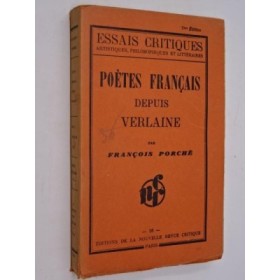 ESSAIS CRITIQUES
ARTISTIQUES, PHILOSOPHIQUES ET LITTÉRAIRES
POÈTES FRANÇAIS
DEPUIS
VERLAINE
PAR
FRANÇOIS PORCHÉ
ÉDITIONS DE LA NOUVELLE REVUE CRITIQUE
PARIS